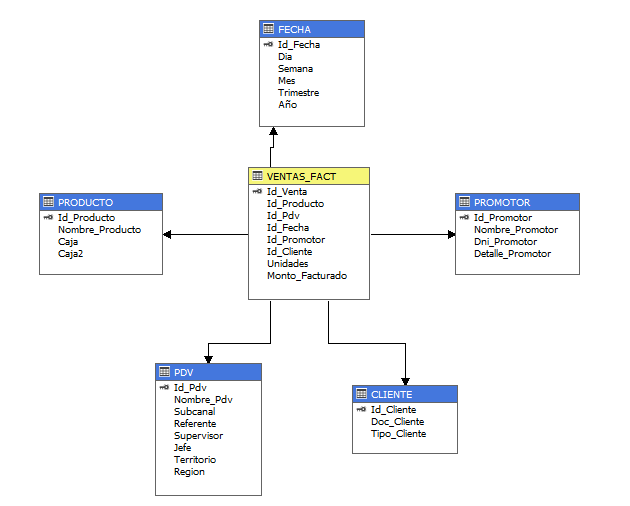 FECHA
Id_Fecha
Dia
Semana
Mes
Trimestre
Año
VENTAS_FACT
Id_Venta
Id_Producto
Id_Pdv
Id_Fecha
Id_Promotor
Id_Cliente
Unidades
Monto_Facturado
PRODUCTO
Id_Producto
Nombre_Producto
Caja
Caja2
PROMOTOR
Id_Promotor
Nombre_Promotor
Dni_Promotor
Detalle_Promotor
PDV
Id_Pdv
Nombre_Pdv
Subcanal
Referente
Supervisor
Jefe
Territorio
Region
CLIENTE
Id_Cliente
Doc_Cliente
Tipo_Cliente